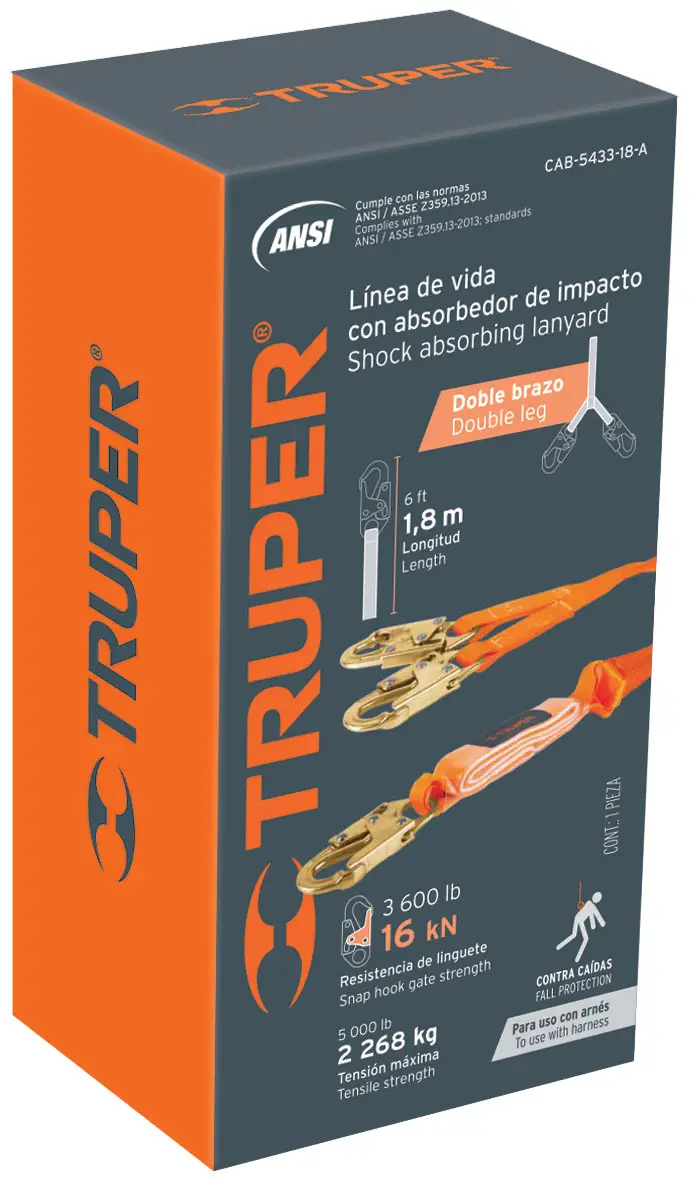 TRUPER
CAB-5433-18-A
ANSI
Cumple con las normas
ANSI / ASSE Z359.13-2013
Complies with
ANSI / ASSE Z359.13-2013; standards
Línea de vida
con absorbedor de impacto
Shock absorbing lanyard
Doble brazo
Double leg
6 ft
1,8 m
Longitud
Length
TRUPER®
TRUPER®
TRUPER
CONT.: 1 PIEZA
3 600 lb
16 kN
Resistencia de linguete
Snap hook gate strength
5 000 lb
2 268 kg
Tensión máxima
Tensile strength
CONTRA CAÍDAS
FALL PROTECTION
Para uso con arnés
To use with harness